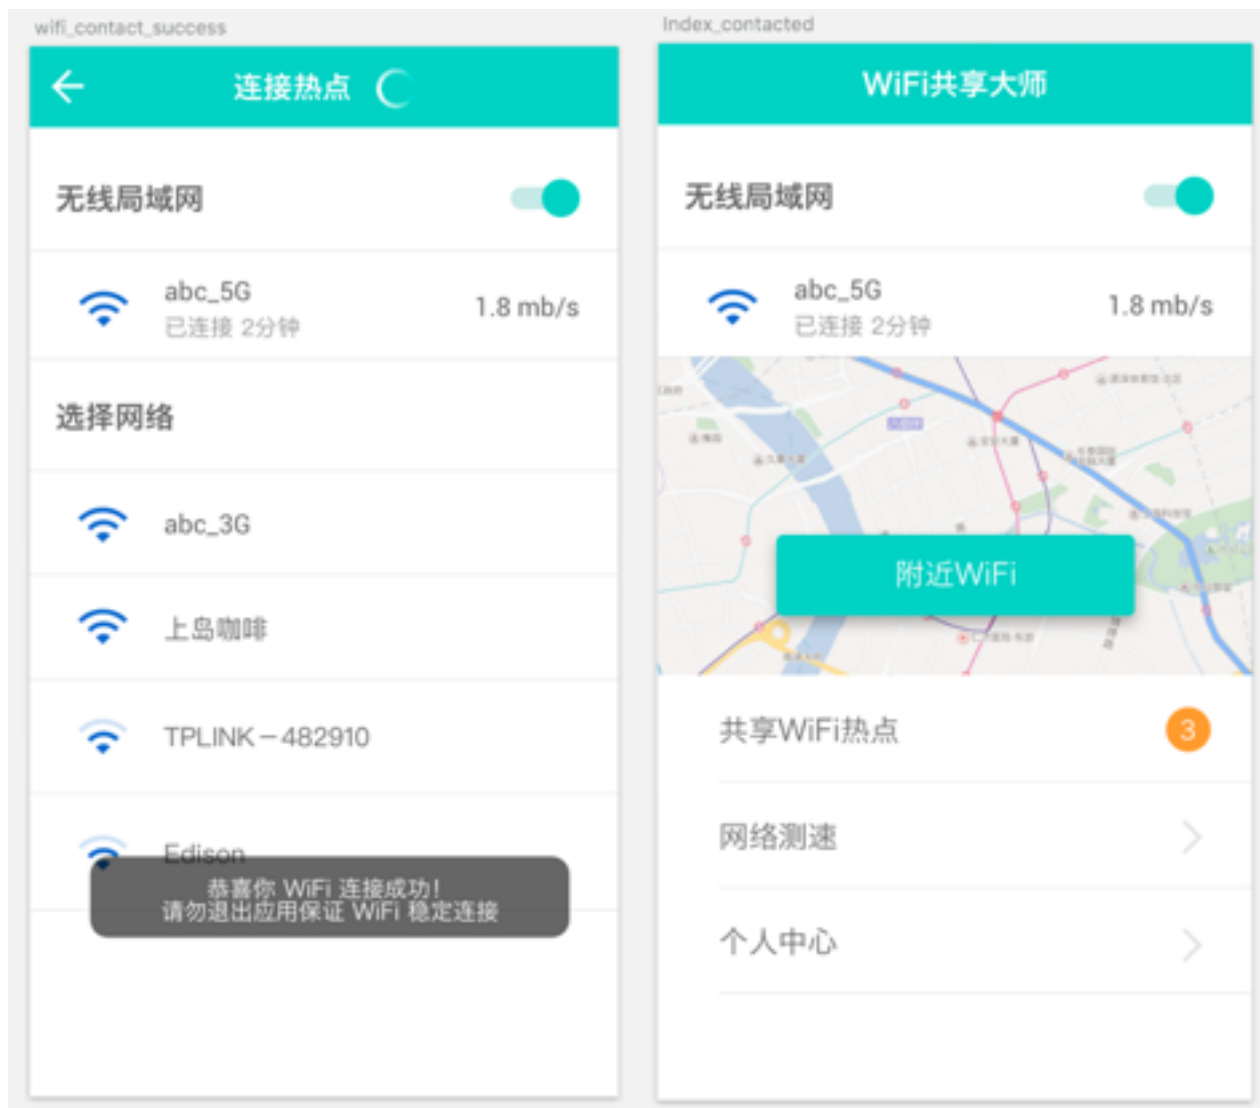 wifi_contact_success
连接热点
无线局域网
abc_5G
已连接 2分钟
1.8 mb/s
选择网络
abc_3G
上岛咖啡
TPLINK－482910
Edison
恭喜你 WiFi 连接成功！
请勿退出应用保证 WiFi 稳定连接
Index_contacted
WiFi共享大师
无线局域网
abc_5G
已连接 2分钟
1.8 mb/s
附近WiFi
共享WiFi热点
3
网络测速
个人中心